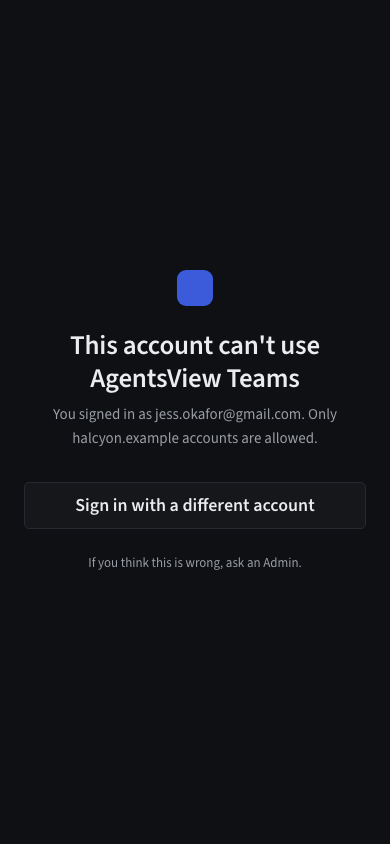 This account can't use
AgentsView Teams
You signed in as jess.okafor@gmail.com. Only
halcyon.example accounts are allowed.
Sign in with a different account
If you think this is wrong, ask an Admin.